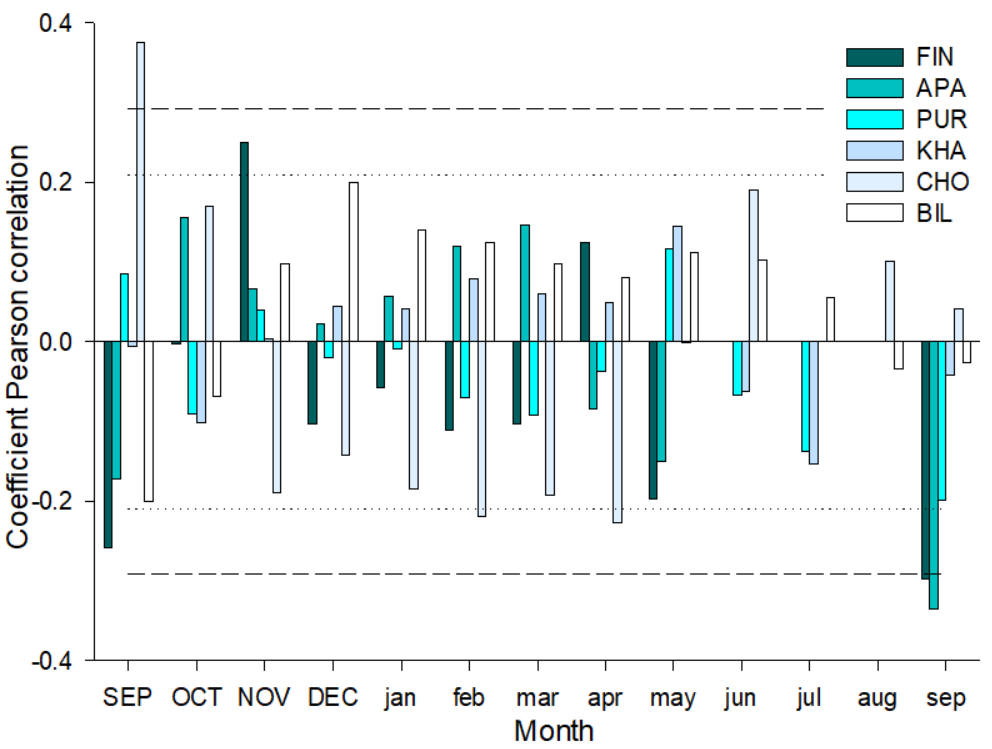 Coefficient Pearson correlation
0.4
0.2
0.0
-0.2
-0.4
FIN
APA
PUR
KHA
CHO
BIL
SEP OCT NOV DEC jan feb mar apr may jun jul aug sep
Month